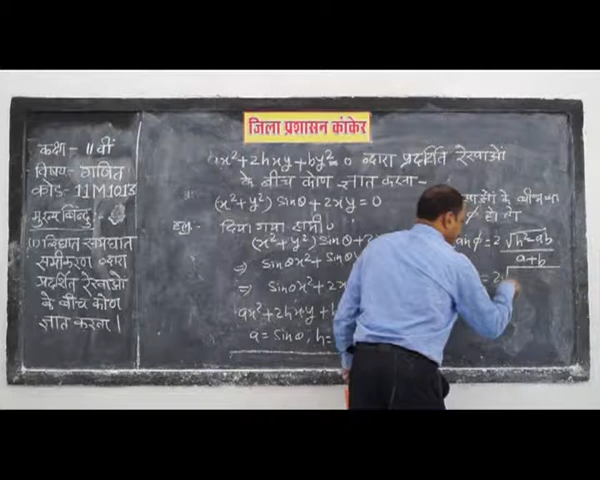 जिला प्रशासन कांकेर
कक्षा - 11वीं
विषय- गणित
कोड- 11M1013
मुख्य बिंदु :-
(1) द्विघात समघात
समीकरण द्वारा
प्रदर्शित रेखाओं
के बीच कोण
ज्ञात करना।
ax²+2hxy+by²=0 द्वारा प्रदर्शित रेखाओं
के बीच कोण ज्ञात करना-
(x²+y²) sinθ+2xy=0
हल:- दिया गया समी०
(x²+y²) sinθ+2
⇒ sinθx²+sinθy
⇒ sinθx²+2x
ax²+2hxy+b
a=sinθ, h=
के बीच का
ϕ हो तो
tanϕ = 2 √h²-ab
a+b
= 2√